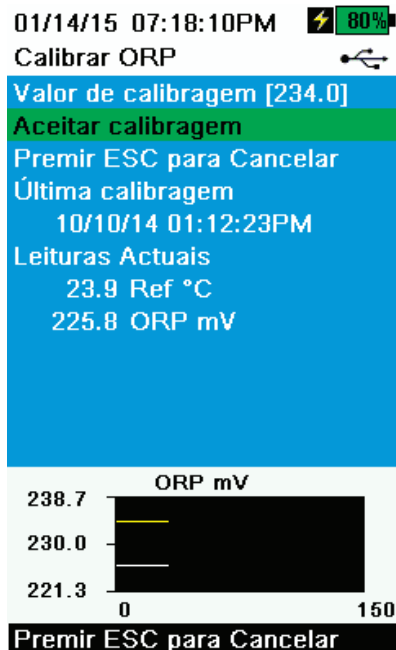 01/14/15 07:18:10PM 80%
Calibrar ORP
Valor de calibragem [234.0]
Aceitar calibragem
Premir ESC para Cancelar
Última calibragem
10/10/14 01:12:23PM
Leituras Actuais
23.9 Ref °C
225.8 ORP mV
ORP mV
238.7
230.0
221.3
0 150
Premir ESC para Cancelar